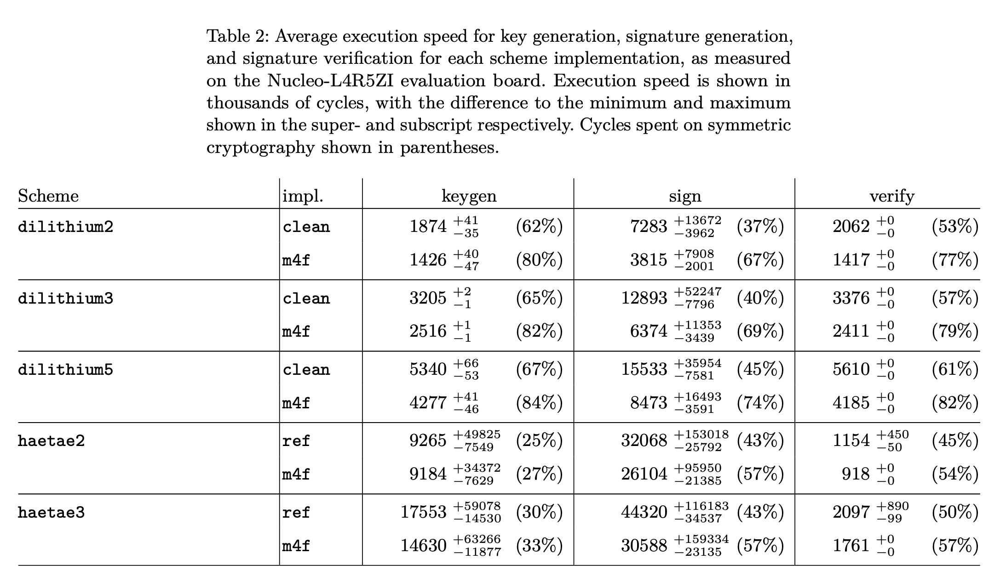 Table 2: Average execution speed for key generation, signature generation,
and signature verification for each scheme implementation, as measured
on the Nucleo-L4R5ZI evaluation board. Execution speed is shown in
thousands of cycles, with the difference to the minimum and maximum
shown in the super- and subscript respectively. Cycles spent on symmetric
cryptography shown in parentheses.
Scheme impl. keygen sign verify
dilithium2 clean 1874 +41 −35 (62%) 7283 +13672 −3962 (37%) 2062 +0 −0 (53%)
m4f 1426 +40 −47 (80%) 3815 +7908 −2001 (67%) 1417 +0 −0 (77%)
dilithium3 clean 3205 +2 −1 (65%) 12893 +52247 −7796 (40%) 3376 +0 −0 (57%)
m4f 2516 +1 −1 (82%) 6374 +11353 −3439 (69%) 2411 +0 −0 (79%)
dilithium5 clean 5340 +66 −53 (67%) 15533 +35954 −7581 (45%) 5610 +0 −0 (61%)
m4f 4277 +41 −46 (84%) 8473 +16493 −3591 (74%) 4185 +0 −0 (82%)
haetae2 ref 9265 +49825 −7549 (25%) 32068 +153018 −25792 (43%) 1154 +450 −50 (45%)
m4f 9184 +34372 −7629 (27%) 26104 +95950 −21385 (57%) 918 +0 −0 (54%)
haetae3 ref 17553 +59078 −14530 (30%) 44320 +116183 −34537 (43%) 2097 +890 −99 (50%)
m4f 14630 +63266 −11877 (33%) 30588 +159334 −23135 (57%) 1761 +0 −0 (57%)